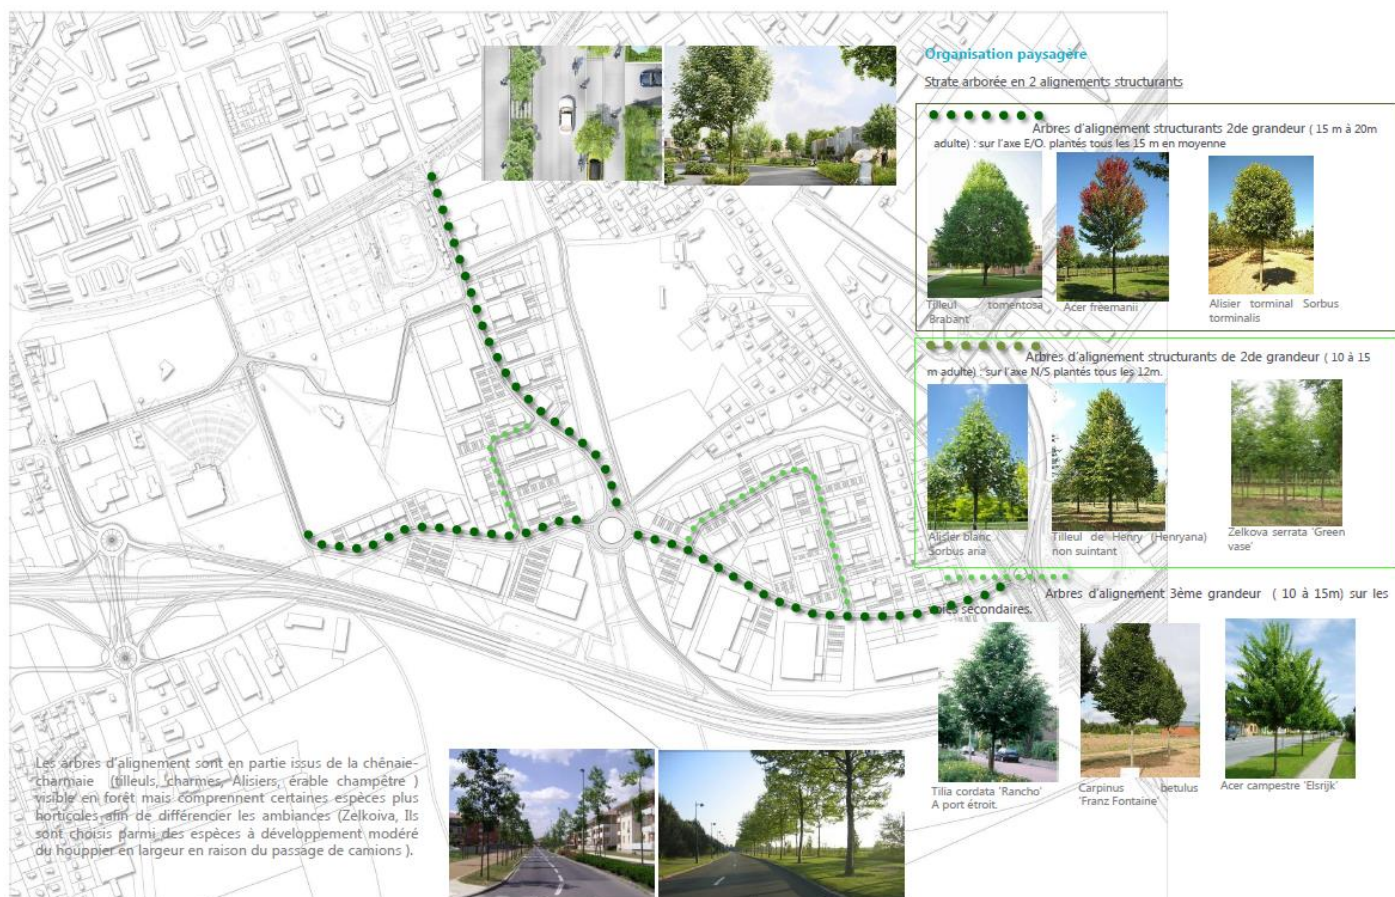 Organisation paysagère
Strate arborée en 2 alignements structurants
Arbres d'alignement structurants 2de grandeur ( 15 m à 20m
adulte) : sur l'axe E/O. plantés tous les 15 m en moyenne
Tilleul tomentosa
'Brabant'
Acer freemanii
Alisier torminal Sorbus
torminalis
Arbres d'alignement structurants de 2de grandeur ( 10 à 15
m adulte) : sur l'axe N/S plantés tous les 12m.
Alisier blanc
Sorbus aria
Tilleul de Henry (Henryana)
non suintant
Zelkova serrata 'Green
vase'
Arbres d'alignement 3ème grandeur ( 10 à 15m) sur les
voies secondaires.
Tilia cordata 'Rancho'
A port étroit.
Carpinus betulus
'Franz Fontaine'
Acer campestre 'Elsrijk'
Les arbres d'alignement sont en partie issus de la chênaie-
charmaie (tilleuls, charmes, Alisiers, érable champêtre )
visible en forêt mais comprennent certaines espèces plus
horticoles afin de différencier les ambiances (Zelkoiva, Ils
sont choisis parmi des espèces à développement modéré
du houppier en largeur en raison du passage de camions ).